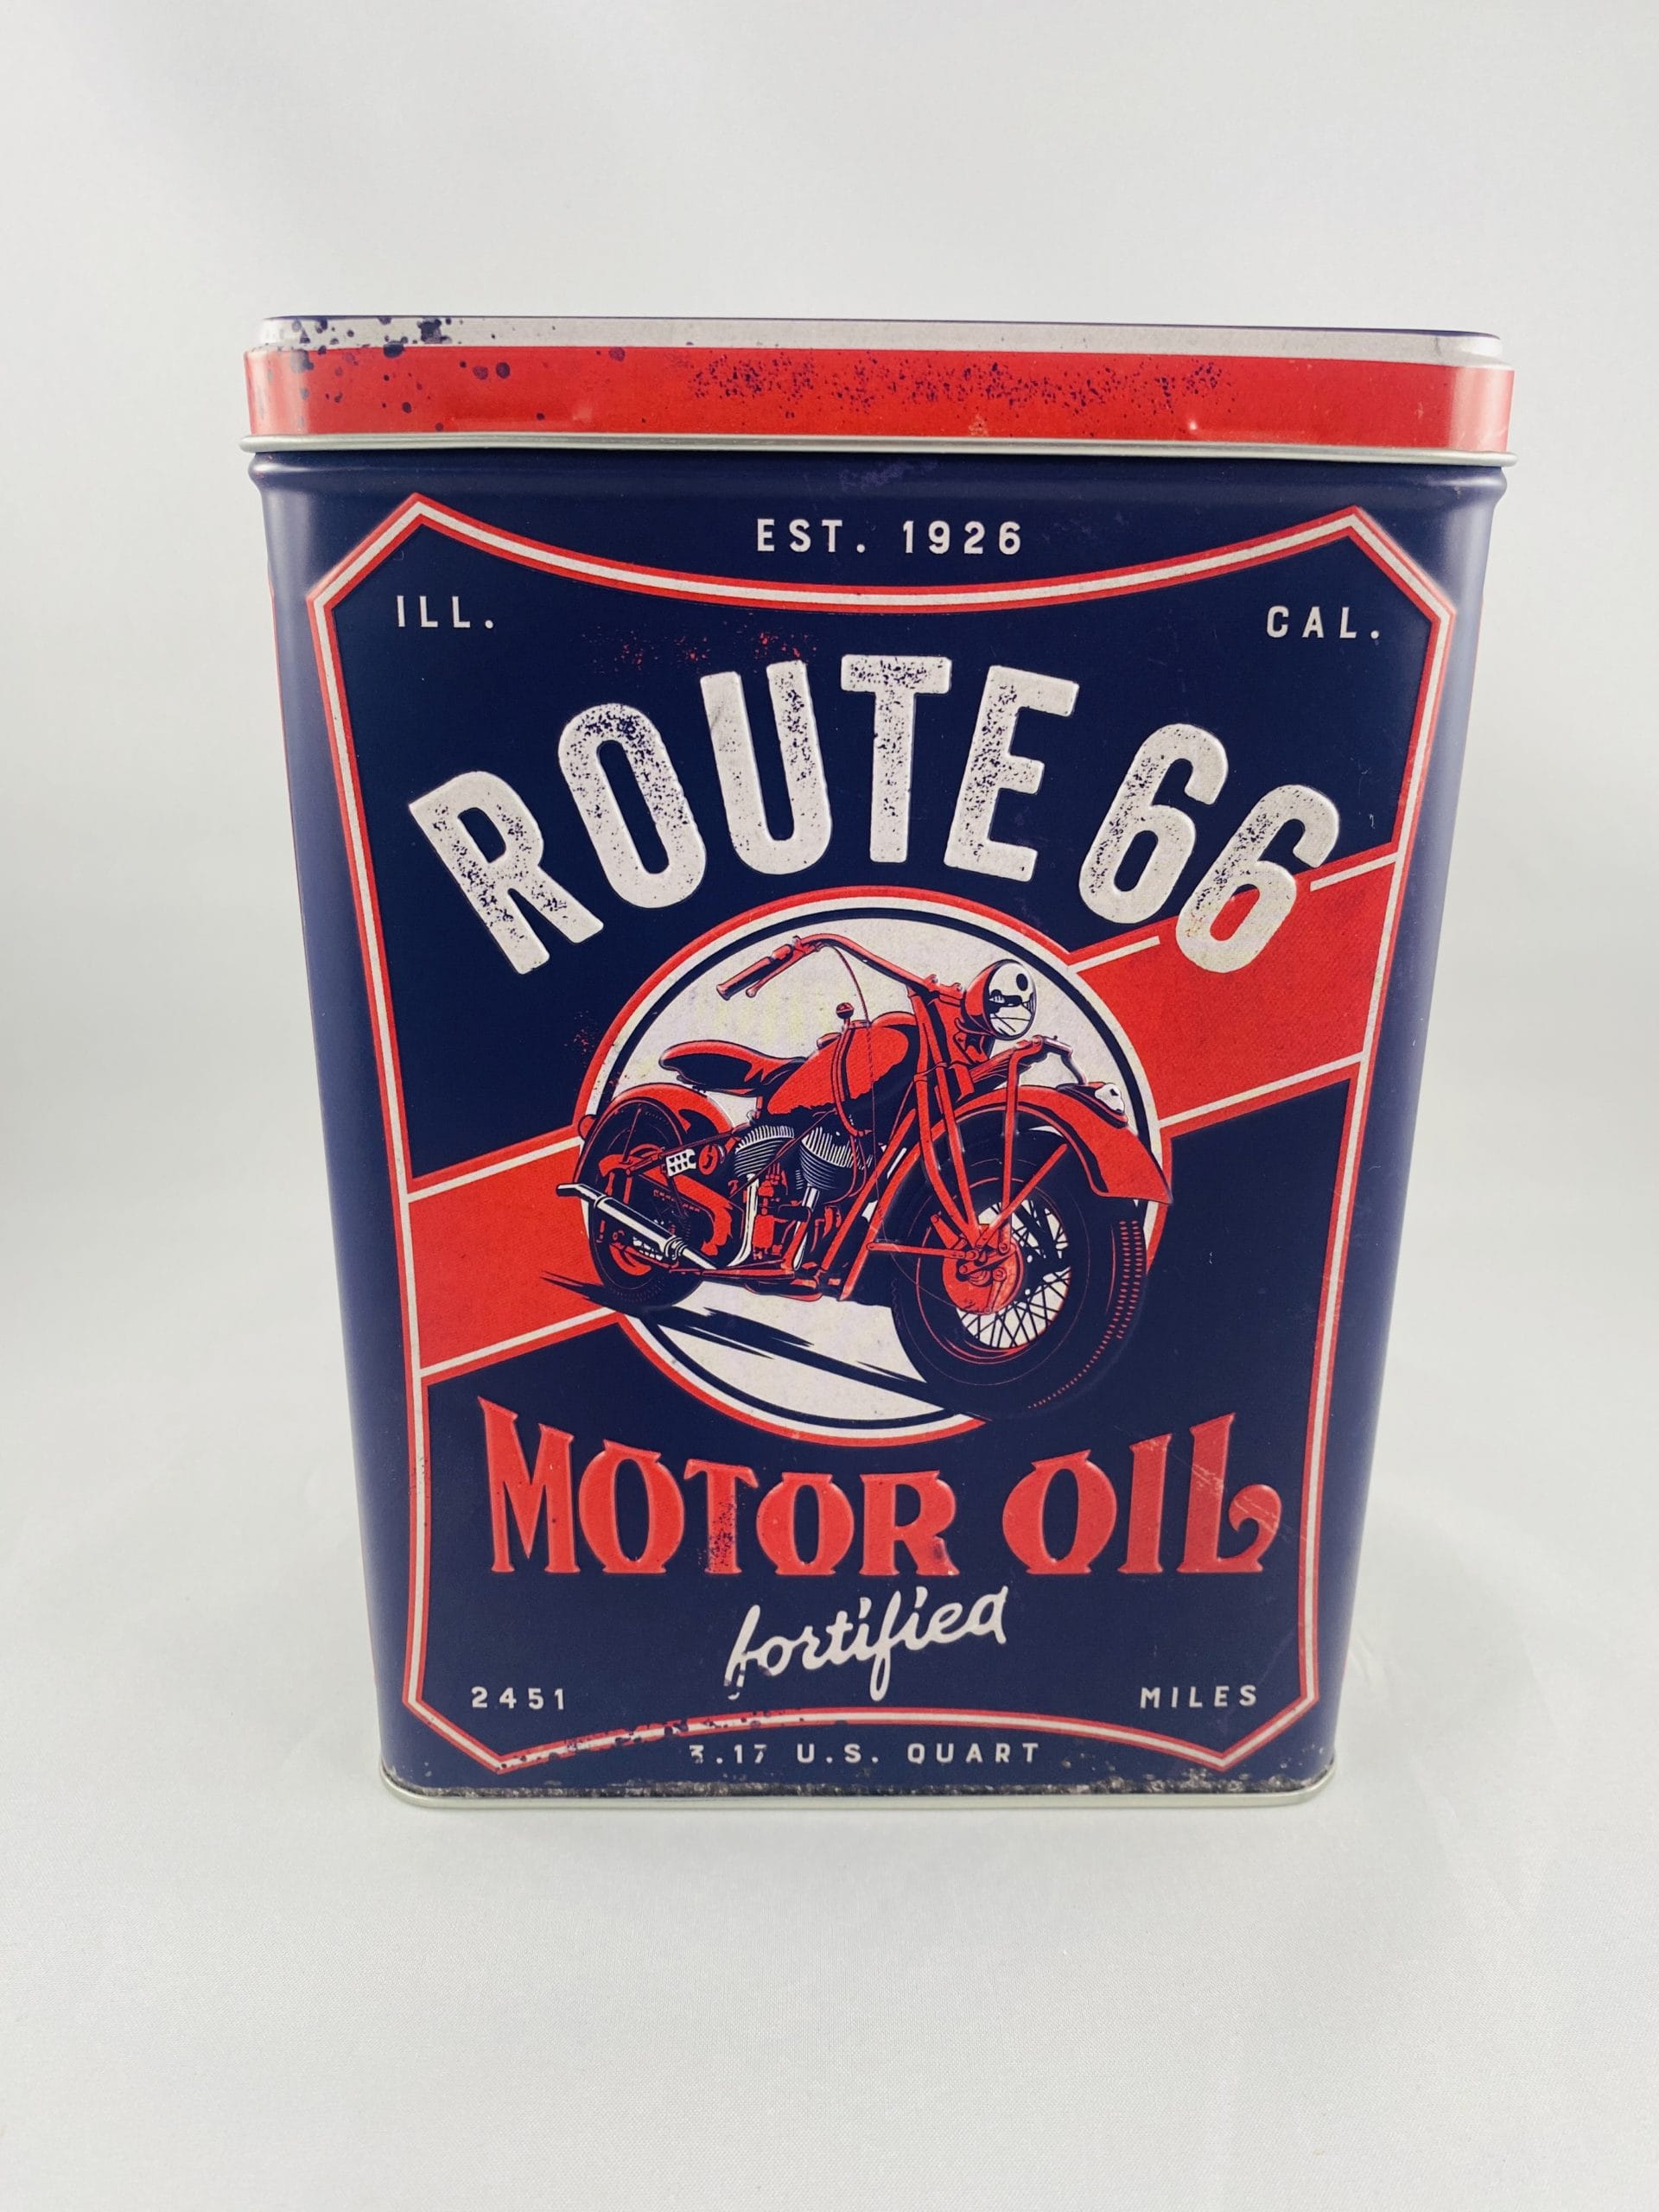 EST. 1926
ILL. CAL.
ROUTE 66
MOTOR OIL
fortified
2451 MILES
3.17 U.S. QUART